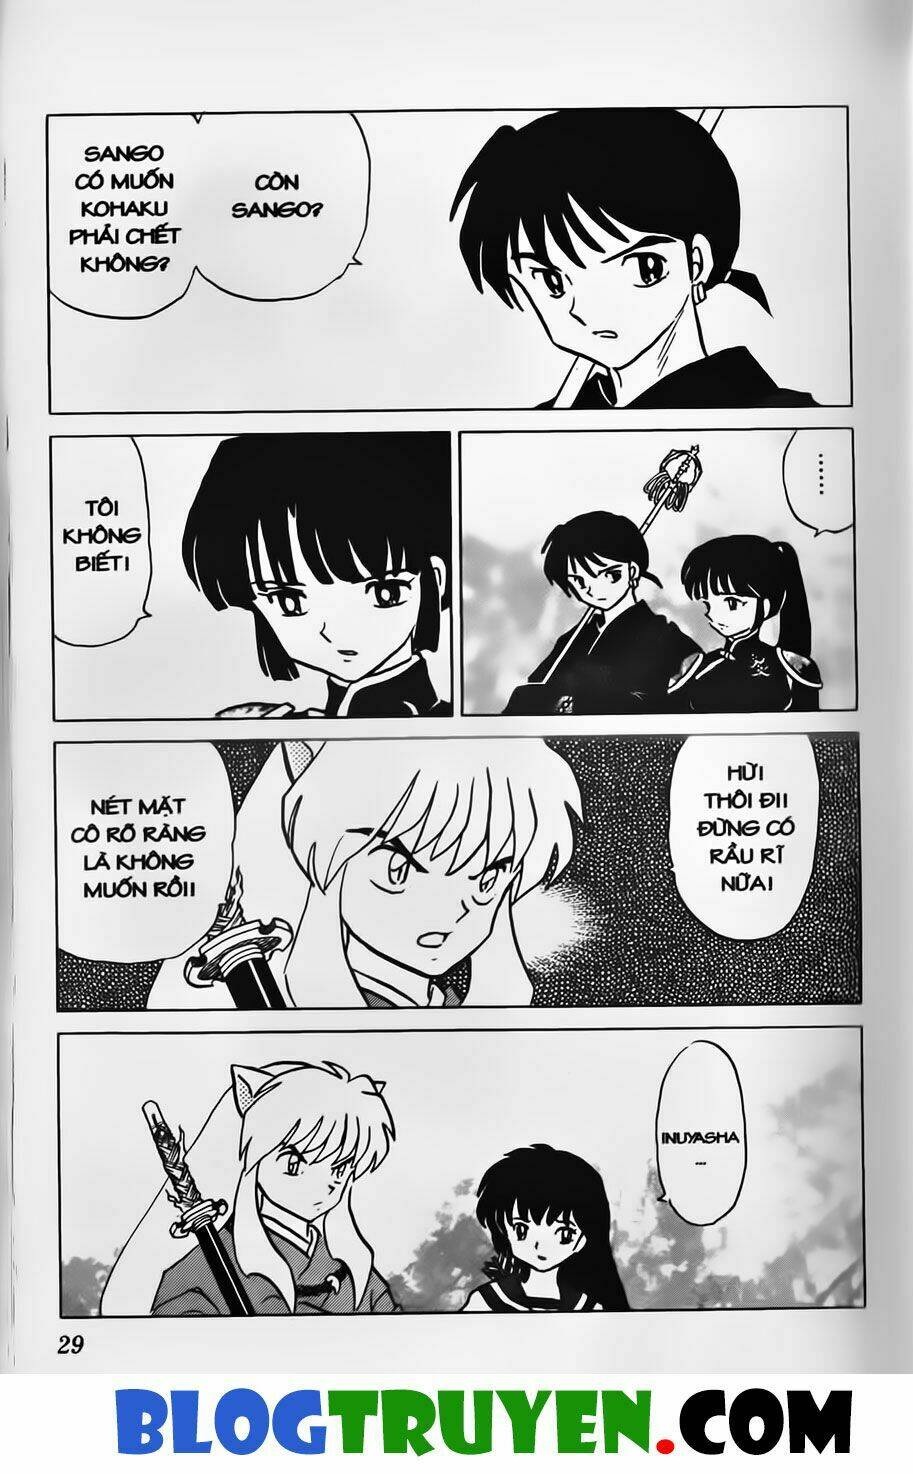 CÒN
SANGO?
SANGO
CÓ MUỐN
KOHAKU
PHẢI CHẾT
KHÔNG?
......
TÔI
KHÔNG
BIẾT!
HỪ!
THÔI ĐI!
ĐỪNG CÓ
RẦU RĨ
NỮA!
NÉT MẶT
CÔ RÕ RÀNG
LÀ KHÔNG
MUỐN RỒI!
INUYASHA
...
29
BLOGTRUYEN.COM